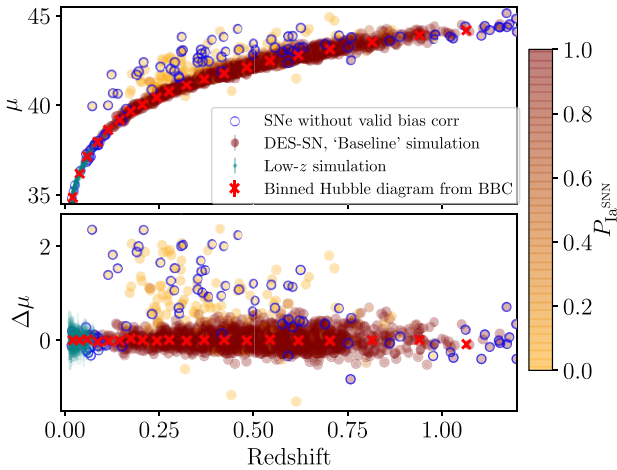 45
40
35
μ
SNe without valid bias corr
DES-SN, ‘Baseline’ simulation
Low-z simulation
Binned Hubble diagram from BBC
2
0
Δμ
0.00 0.25 0.50 0.75 1.00
Redshift
1.0
0.8
0.6
0.4
0.2
0.0
P_Ia^SNN